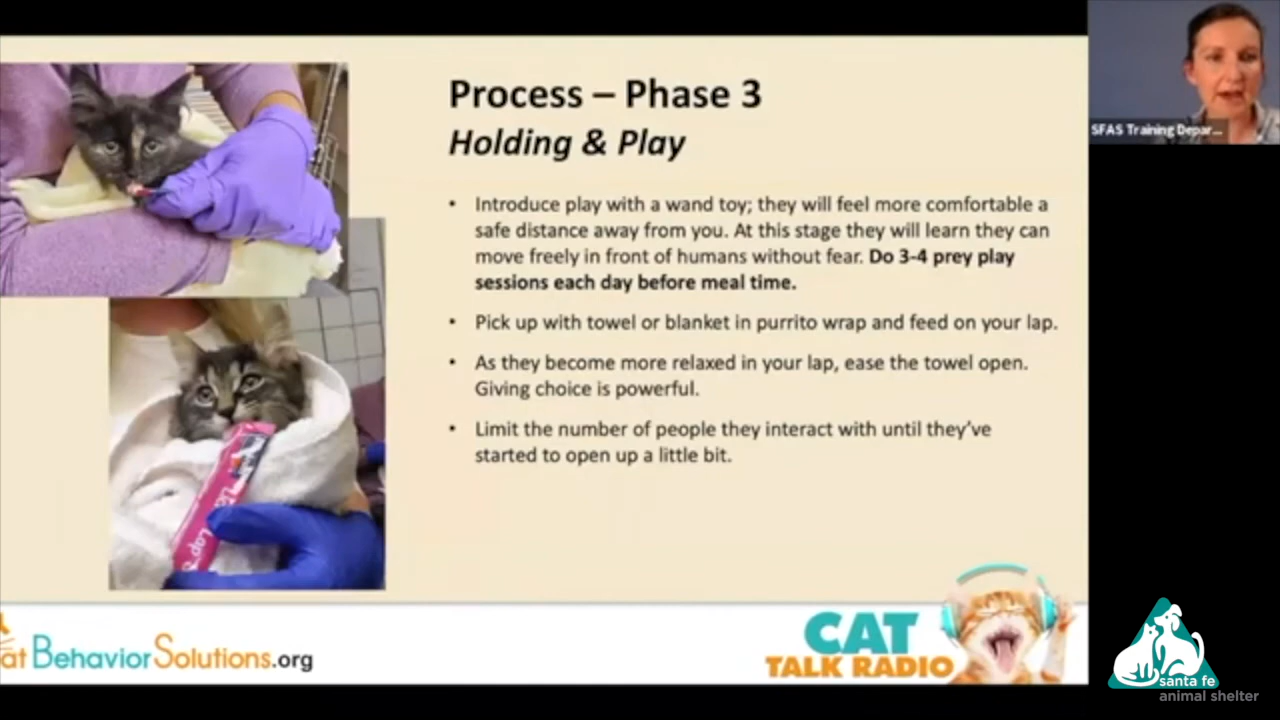 Process – Phase 3
Holding & Play
• Introduce play with a wand toy; they will feel more comfortable a
safe distance away from you. At this stage they will learn they can
move freely in front of humans without fear. Do 3-4 prey play
sessions each day before meal time.
• Pick up with towel or blanket in purrito wrap and feed on your lap.
• As they become more relaxed in your lap, ease the towel open.
Giving choice is powerful.
• Limit the number of people they interact with until they've
started to open up a little bit.
SFAS Training Depar...
at BehaviorSolutions.org
CAT
TALK RADIO
santa fe
animal shelter